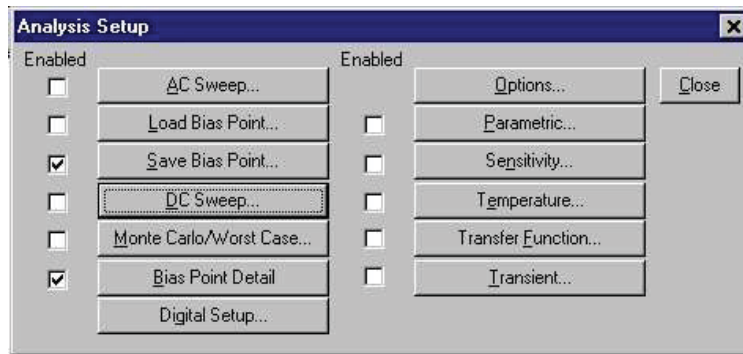 Analysis Setup
Enabled Enabled
AC Sweep... Options... Close
Load Bias Point... Parametric...
Save Bias Point... Sensitivity...
DC Sweep... Temperature...
Monte Carlo/Worst Case... Transfer Function...
Bias Point Detail Transient...
Digital Setup...